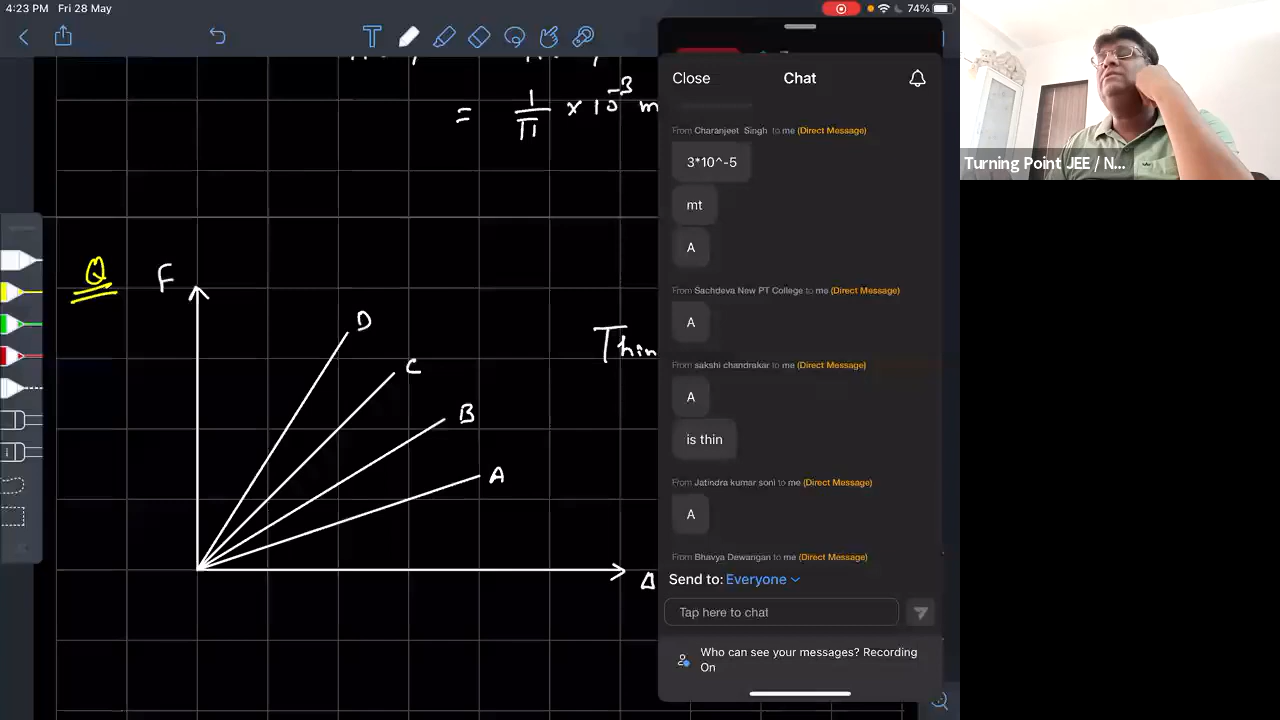 4:23 PM Fri 28 May
74%
T
= 1/π × 10⁻³ m
Q
F
D
C
B
A
Thin
Δ
Close
Chat
From Charanjeet Singh to me (Direct Message)
3*10^-5
mt
A
From Sachdeva New PT College to me (Direct Message)
A
From sakshi chandrakar to me (Direct Message)
A
is thin
From Jatindra kumar soni to me (Direct Message)
A
From Bhavya Dewangan to me (Direct Message)
Send to: Everyone
Tap here to chat
Who can see your messages? Recording
On
Turning Point JEE / N...